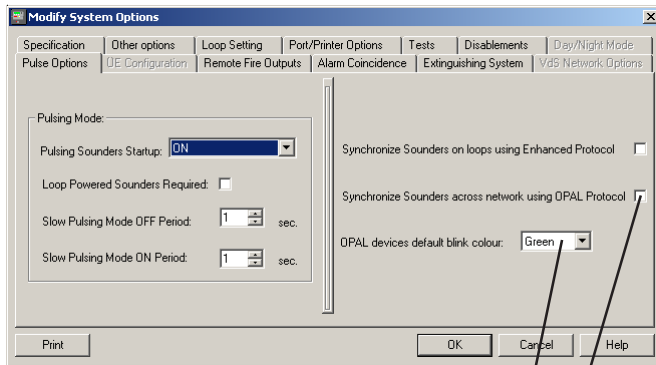 Modify System Options
Specification Other options Loop Setting Port/Printer Options Tests Disablements Day/Night Mode
Pulse Options UE Configuration Remote Fire Outputs Alarm Coincidence Extinguishing System VdS Network Options
Pulsing Mode:
Pulsing Sounders Startup: ON
Loop Powered Sounders Required:
Slow Pulsing Mode OFF Period: 1 sec.
Slow Pulsing Mode ON Period: 1 sec.
Synchronize Sounders on loops using Enhanced Protocol
Synchronize Sounders across network using OPAL Protocol
OPAL devices default blink colour: Green
Print OK Cancel Help